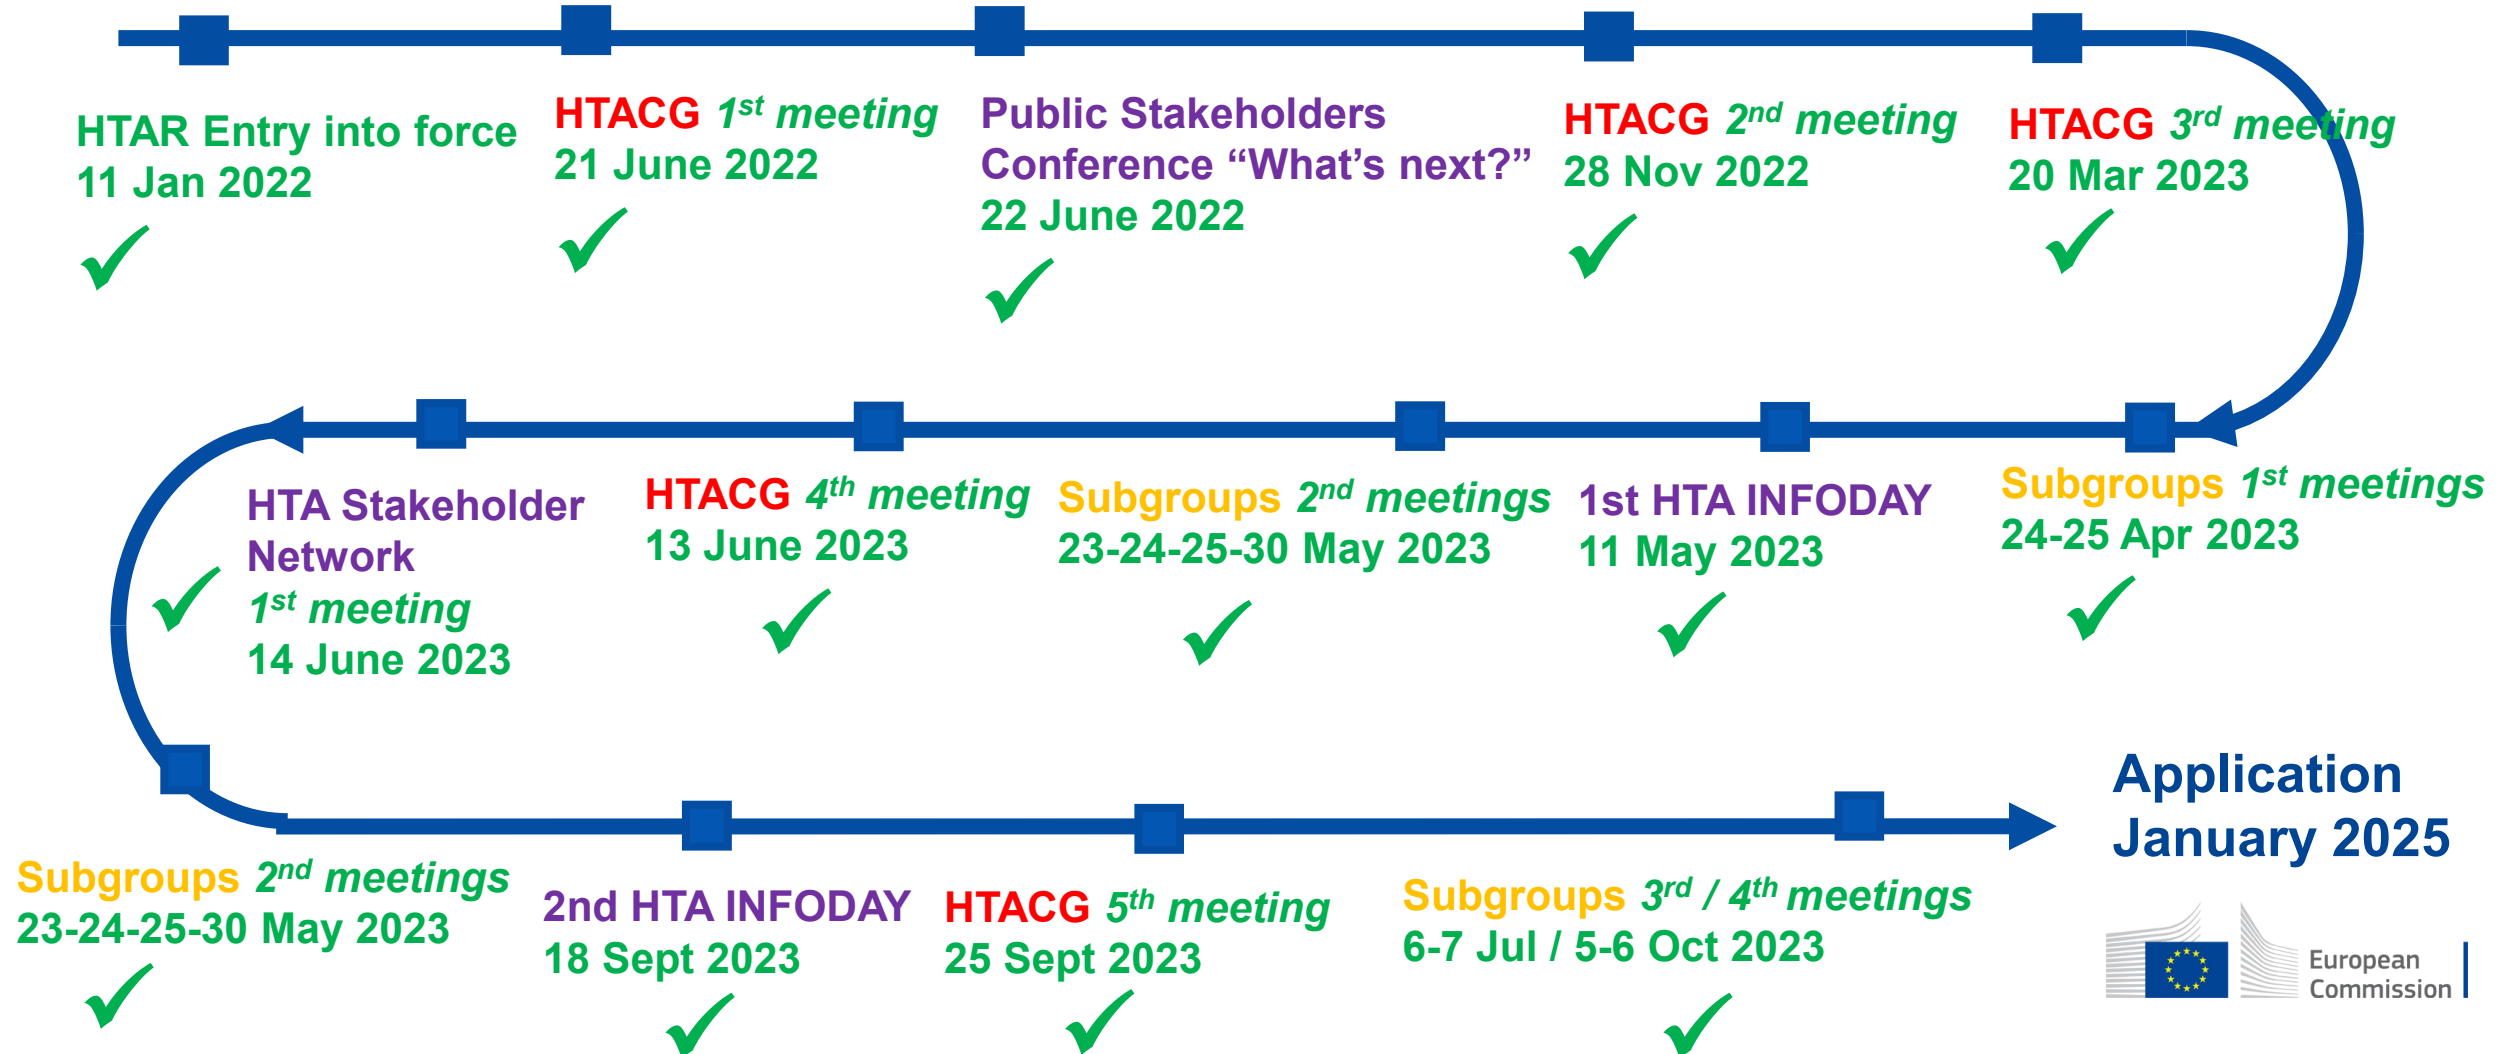 HTAR Entry into force
11 Jan 2022
HTACG 1st meeting
21 June 2022
Public Stakeholders
Conference “What’s next?”
22 June 2022
HTACG 2nd meeting
28 Nov 2022
HTACG 3rd meeting
20 Mar 2023
Subgroups 1st meetings
24-25 Apr 2023
1st HTA INFODAY
11 May 2023
Subgroups 2nd meetings
23-24-25-30 May 2023
HTACG 4th meeting
13 June 2023
HTA Stakeholder
Network
1st meeting
14 June 2023
Subgroups 2nd meetings
23-24-25-30 May 2023
2nd HTA INFODAY
18 Sept 2023
HTACG 5th meeting
25 Sept 2023
Subgroups 3rd / 4th meetings
6-7 Jul / 5-6 Oct 2023
Application
January 2025
European
Commission